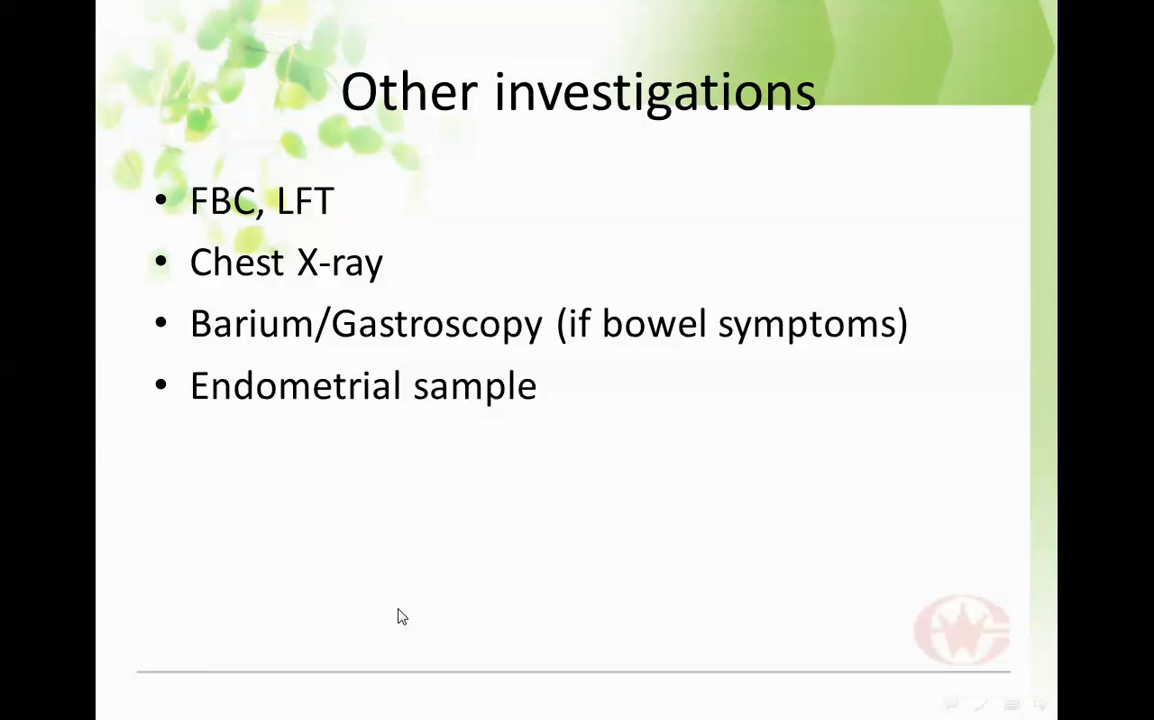 Other investigations
• FBC, LFT
• Chest X-ray
• Barium/Gastroscopy (if bowel symptoms)
• Endometrial sample